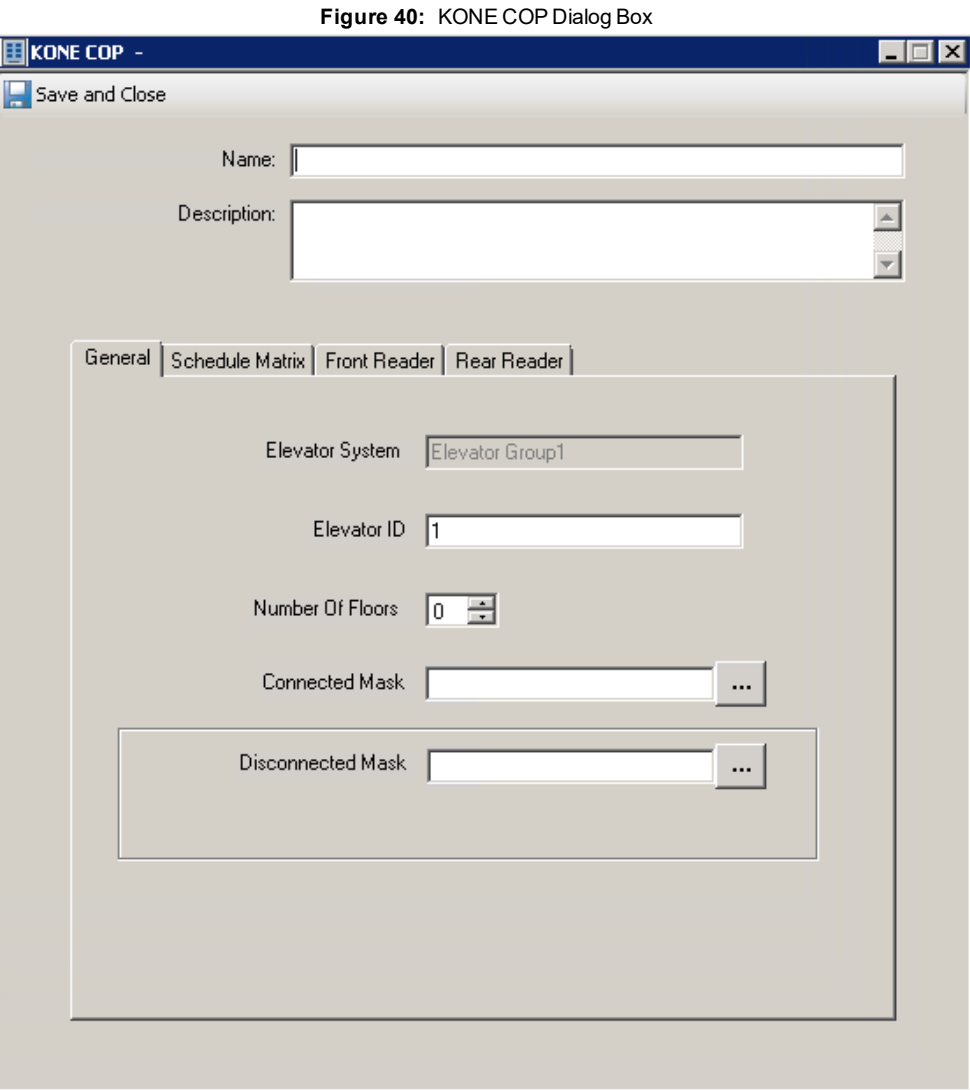 Figure 40: KONE COP Dialog Box
KONE COP -
Save and Close
Name:
Description:
General Schedule Matrix Front Reader Rear Reader
Elevator System Elevator Group1
Elevator ID 1
Number Of Floors 0
Connected Mask ...
Disconnected Mask ...